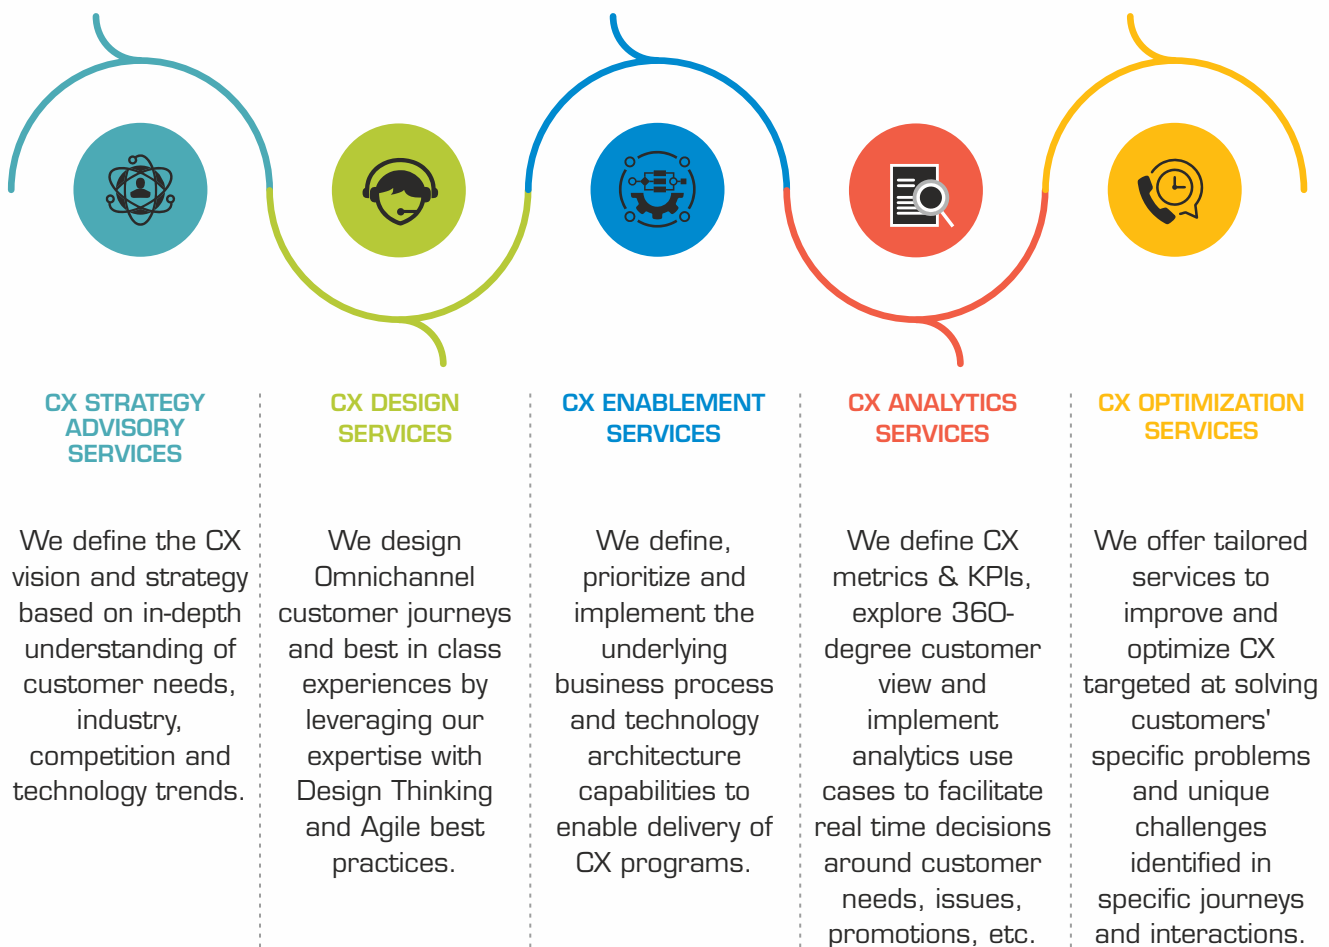 CX STRATEGY
ADVISORY
SERVICES
We define the CX
vision and strategy
based on in-depth
understanding of
customer needs,
industry,
competition and
technology trends.
CX DESIGN
SERVICES
We design
Omnichannel
customer journeys
and best in class
experiences by
leveraging our
expertise with
Design Thinking
and Agile best
practices.
CX ENABLEMENT
SERVICES
We define,
prioritize and
implement the
underlying
business process
and technology
architecture
capabilities to
enable delivery of
CX programs.
CX ANALYTICS
SERVICES
We define CX
metrics & KPIs,
explore 360-
degree customer
view and
implement
analytics use
cases to facilitate
real time decisions
around customer
needs, issues,
promotions, etc.
CX OPTIMIZATION
SERVICES
We offer tailored
services to
improve and
optimize CX
targeted at solving
customers'
specific problems
and unique
challenges
identified in
specific journeys
and interactions.